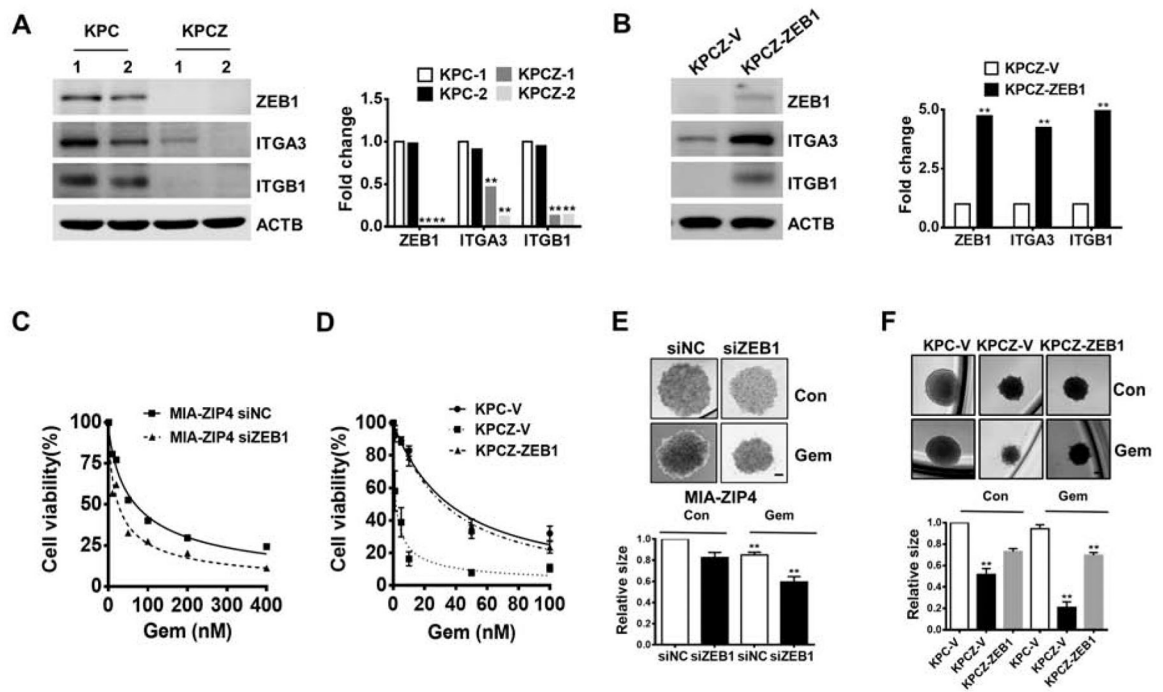 A
KPC KPCZ
1 2 1 2
ZEB1
ITGA3
ITGB1
ACTB
KPC-1 KPCZ-1
KPC-2 KPCZ-2
Fold change
1.5
1.0
0.5
0.0
**** ** ** ****
ZEB1 ITGA3 ITGB1
B
KPCZ-V KPCZ-ZEB1
ZEB1
ITGA3
ITGB1
ACTB
KPCZ-V
KPCZ-ZEB1
Fold change
5.0
2.5
0.0
** ** **
ZEB1 ITGA3 ITGB1
C
MIA-ZIP4 siNC
MIA-ZIP4 siZEB1
Cell viability(%)
100
75
50
25
0
0 100 200 300 400
Gem (nM)
D
KPC-V
KPCZ-V
KPCZ-ZEB1
Cell viability(%)
100
80
60
40
20
0
0 20 40 60 80 100
Gem (nM)
E
siNC siZEB1
Con
Gem
MIA-ZIP4
Con Gem
Relative size
1.0
0.8
0.6
0.4
0.2
0.0
** **
siNC siZEB1 siNC siZEB1
F
KPC-V KPCZ-V KPCZ-ZEB1
Con
Gem
Con Gem
Relative size
1.0
0.8
0.6
0.4
0.2
0.0
** ** **
KPC-V KPCZ-V KPCZ-ZEB1 KPC-V KPCZ-V KPCZ-ZEB1